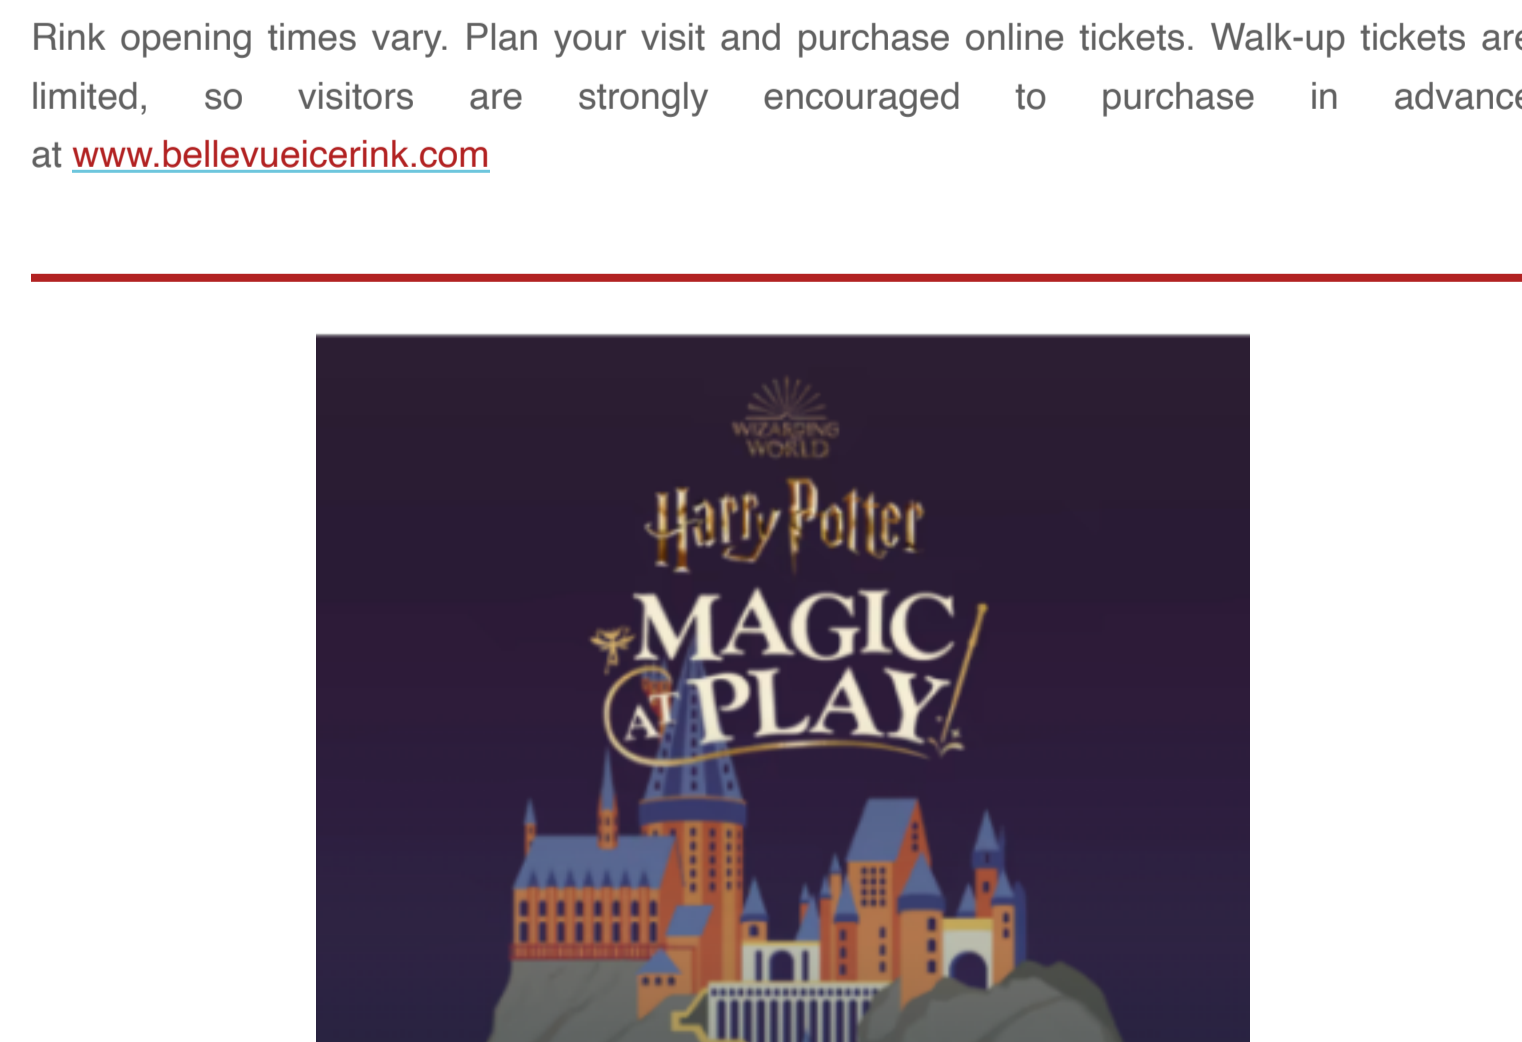 Rink opening times vary. Plan your visit and purchase online tickets. Walk-up tickets are
limited, so visitors are strongly encouraged to purchase in advance
at www.bellevueicerink.com
WIZARDING
WORLD
Harry Potter
MAGIC
AT PLAY